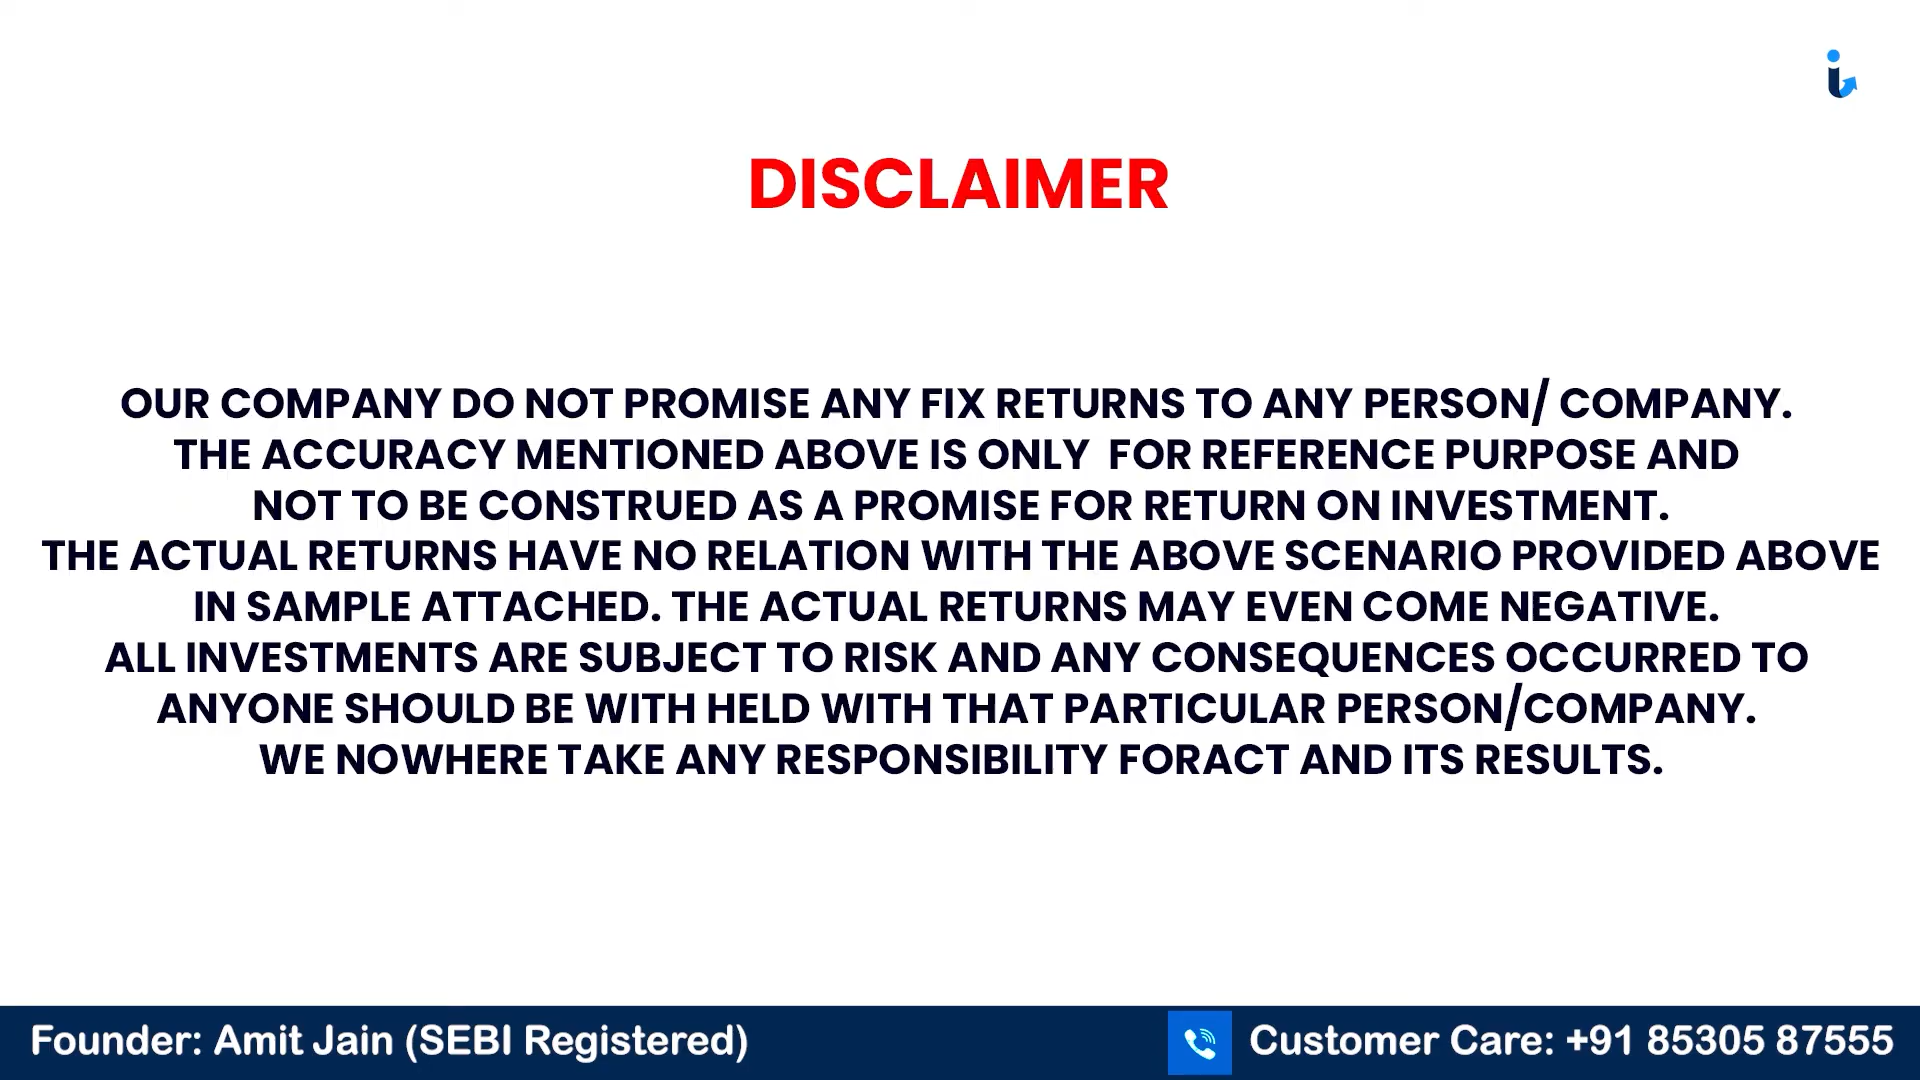 DISCLAIMER
OUR COMPANY DO NOT PROMISE ANY FIX RETURNS TO ANY PERSON/ COMPANY.
THE ACCURACY MENTIONED ABOVE IS ONLY  FOR REFERENCE PURPOSE AND
NOT TO BE CONSTRUED AS A PROMISE FOR RETURN ON INVESTMENT.
THE ACTUAL RETURNS HAVE NO RELATION WITH THE ABOVE SCENARIO PROVIDED ABOVE
IN SAMPLE ATTACHED. THE ACTUAL RETURNS MAY EVEN COME NEGATIVE.
ALL INVESTMENTS ARE SUBJECT TO RISK AND ANY CONSEQUENCES OCCURRED TO
ANYONE SHOULD BE WITH HELD WITH THAT PARTICULAR PERSON/COMPANY.
WE NOWHERE TAKE ANY RESPONSIBILITY FORACT AND ITS RESULTS.
Founder: Amit Jain (SEBI Registered)
Customer Care: +91 85305 87555